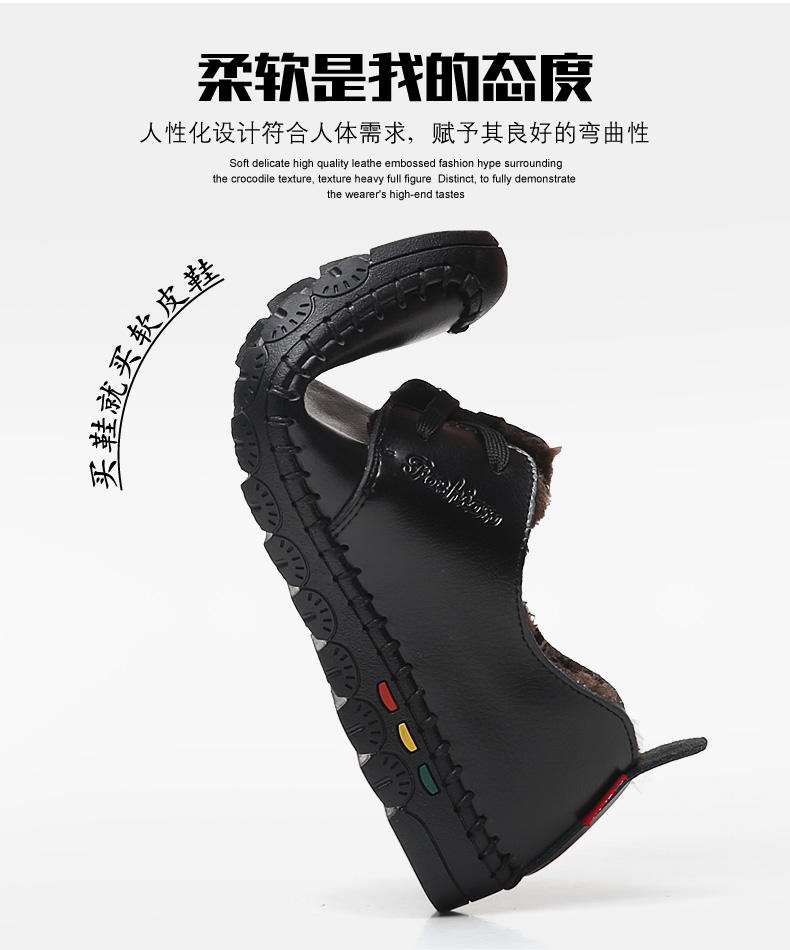 柔软是我的态度
人性化设计符合人体需求，赋予其良好的弯曲性
Soft delicate high quality leathe embossed fashion hype surrounding
the crocodile texture, texture heavy full figure Distinct, to fully demonstrate
the wearer's high-end tastes
买鞋就买软皮鞋
Fashion